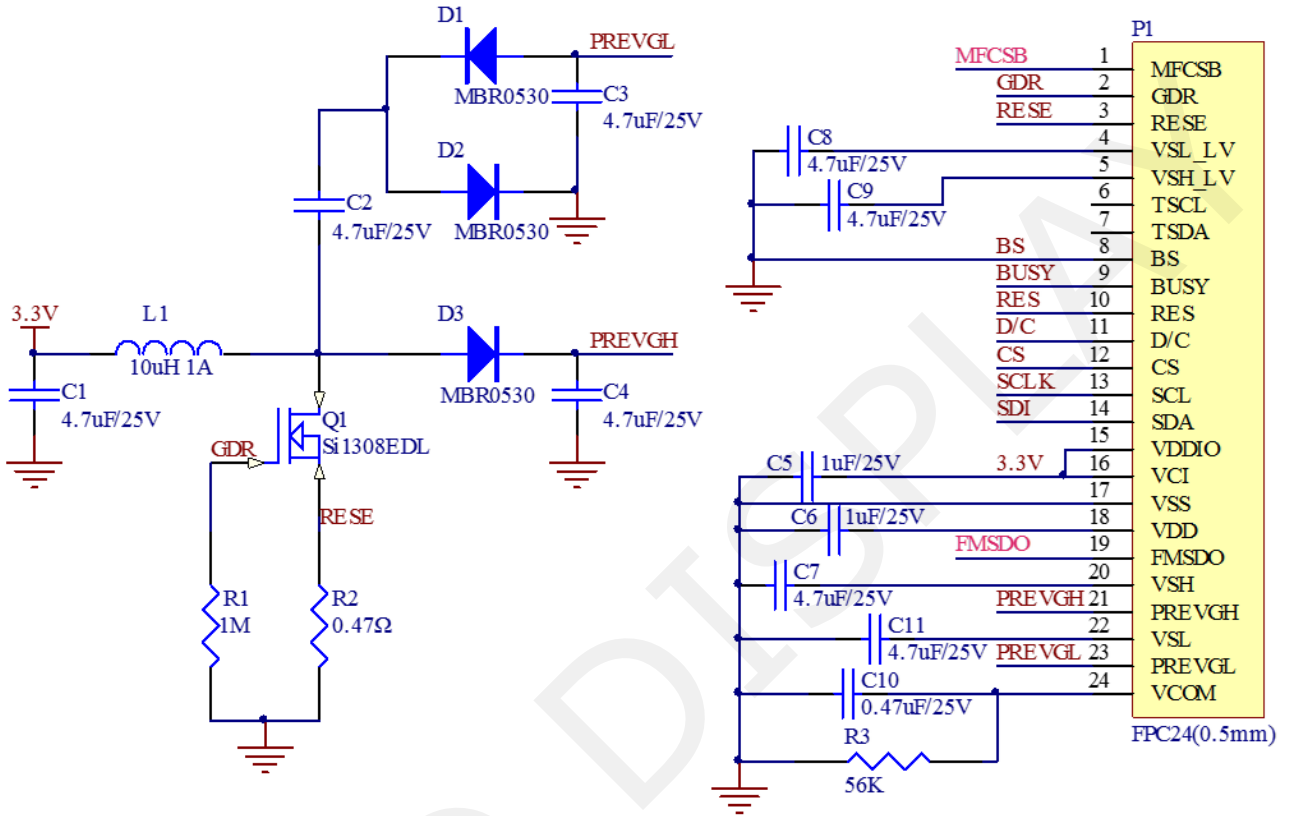 D1
PREVGL
MBR0530
C3
4.7uF/25V
D2
MBR0530
C2
4.7uF/25V
3.3V
L1
10uH 1A
D3
PREVGH
MBR0530
C1
4.7uF/25V
C4
4.7uF/25V
Q1
Si1308EDL
GDR
RESE
R1
1M
R2
0.47Ω
P1
MFCSB 1 MFCSB
GDR 2 GDR
RESE 3 RESE
C8 4 VSL_LV
4.7uF/25V
5 VSH_LV
C9
4.7uF/25V
6 TSCL
7 TSDA
BS 8 BS
BUSY 9 BUSY
RES 10 RES
D/C 11 D/C
CS 12 CS
SCLK 13 SCL
SDI 14 SDA
15 VDDIO
C5 1uF/25V 3.3V 16 VCI
17 VSS
C6 1uF/25V 18 VDD
FMSDO 19 FMSDO
C7 20 VSH
4.7uF/25V
PREVGH 21 PREVGH
C11 22 VSL
4.7uF/25V
PREVGL 23 PREVGL
C10 24 VCOM
0.47uF/25V
R3
56K
FPC24(0.5mm)
DISPLAY